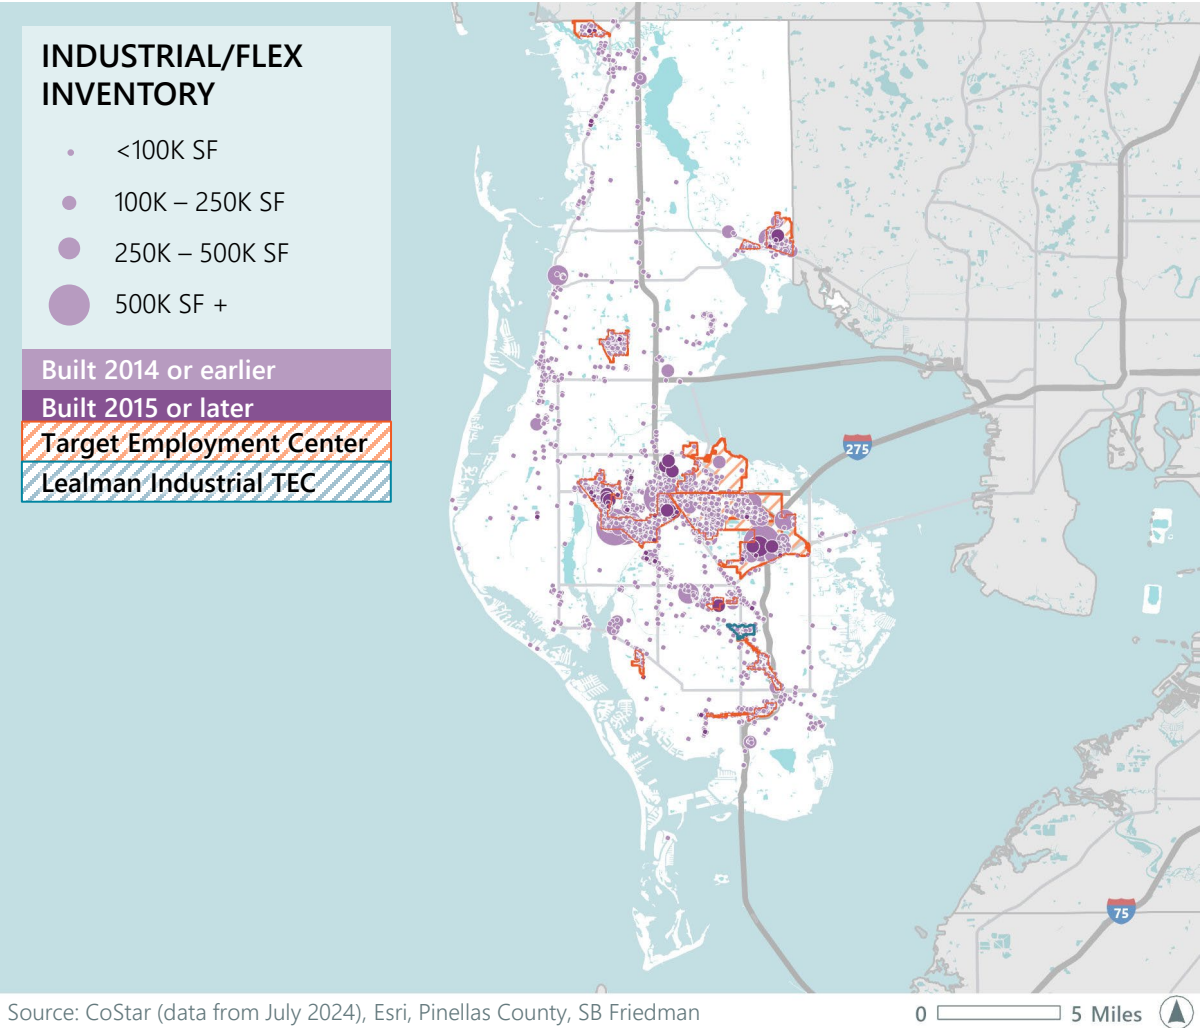 INDUSTRIAL/FLEX
INVENTORY
<100K SF
100K – 250K SF
250K – 500K SF
500K SF +
Built 2014 or earlier
Built 2015 or later
Target Employment Center
Lealman Industrial TEC
275
75
Source: CoStar (data from July 2024), Esri, Pinellas County, SB Friedman
0 5 Miles